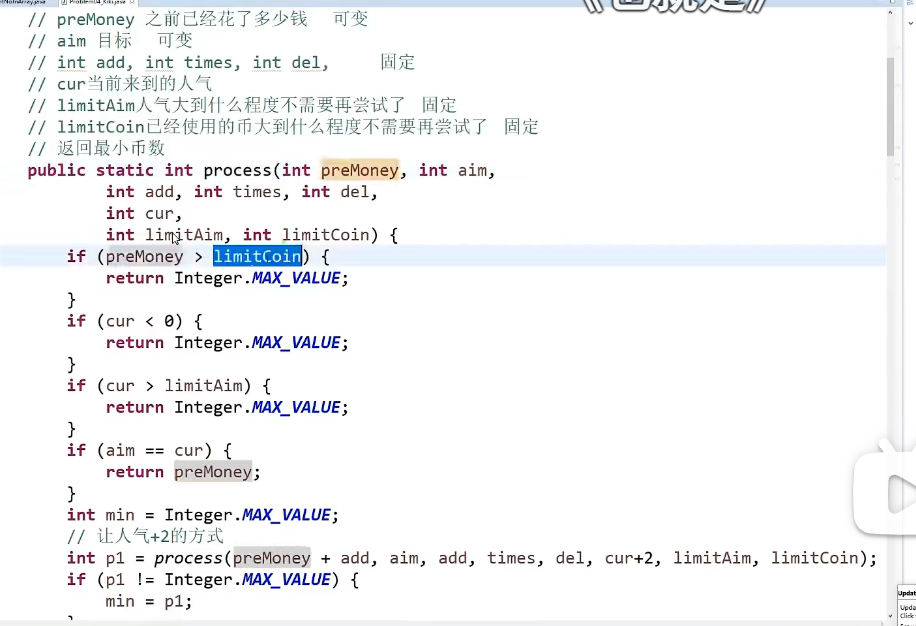 Problem04_Kiki.java
// preMoney 之前已经花了多少钱 可变
// aim 目标 可变
// int add, int times, int del, 固定
// cur当前来到的人气
// limitAim人气大到什么程度不需要再尝试了 固定
// limitCoin已经使用的币大到什么程度不需要再尝试了 固定
// 返回最小币数
public static int process(int preMoney, int aim,
int add, int times, int del,
int cur,
int limitAim, int limitCoin) {
if (preMoney > limitCoin) {
return Integer.MAX_VALUE;
}
if (cur < 0) {
return Integer.MAX_VALUE;
}
if (cur > limitAim) {
return Integer.MAX_VALUE;
}
if (aim == cur) {
return preMoney;
}
int min = Integer.MAX_VALUE;
// 让人气+2的方式
int p1 = process(preMoney + add, aim, add, times, del, cur+2, limitAim, limitCoin);
if (p1 != Integer.MAX_VALUE) {
min = p1;
Updat
Upda
Click